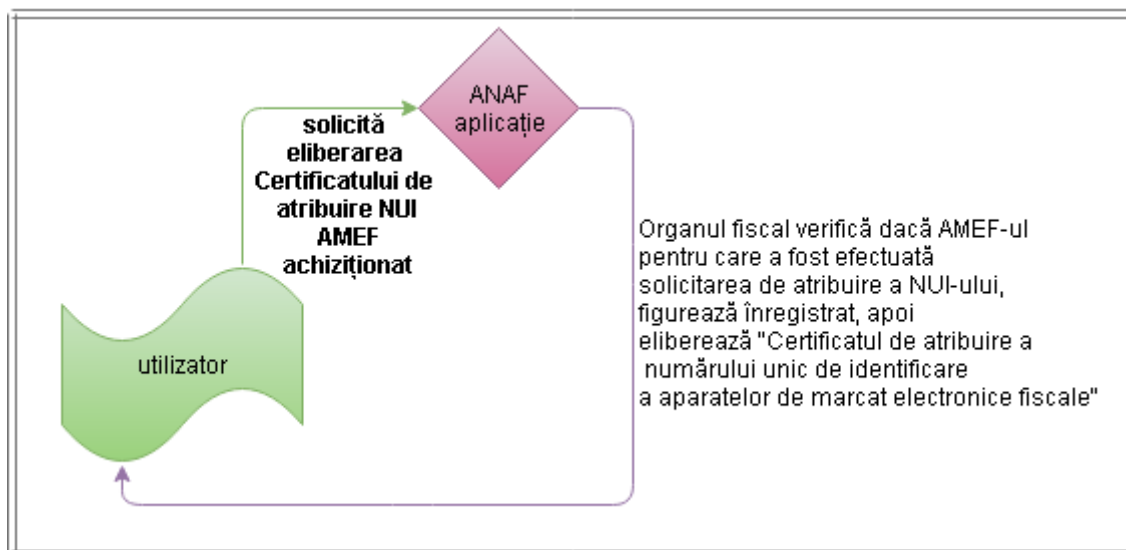 ANAF
aplicație
solicită
eliberarea
Certificatului de
atribuire NUI
AMEF
achiziționat
utilizator
Organul fiscal verifică dacă AMEF-ul
pentru care a fost efectuată
solicitarea de atribuire a NUI-ului,
figurează înregistrat, apoi
eliberează "Certificatul de atribuire a
numărului unic de identificare
a aparatelor de marcat electronice fiscale"